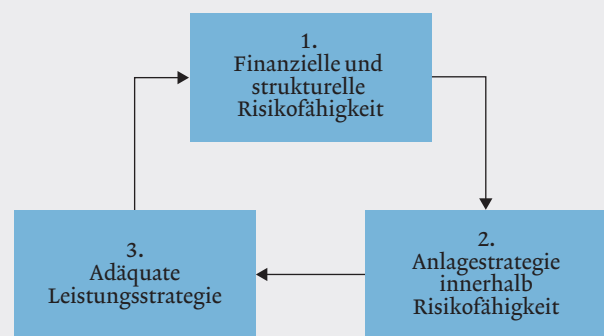 1.
Finanzielle und
strukturelle
Risikofähigkeit
2.
Anlagestrategie
innerhalb
Risikofähigkeit
3.
Adäquate
Leistungsstrategie